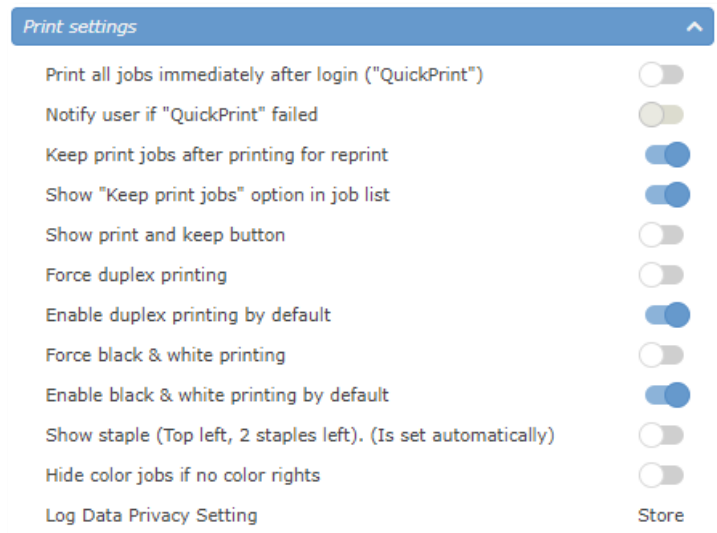 Print settings
Print all jobs immediately after login ("QuickPrint")
Notify user if "QuickPrint" failed
Keep print jobs after printing for reprint
Show "Keep print jobs" option in job list
Show print and keep button
Force duplex printing
Enable duplex printing by default
Force black & white printing
Enable black & white printing by default
Show staple (Top left, 2 staples left). (Is set automatically)
Hide color jobs if no color rights
Log Data Privacy Setting Store